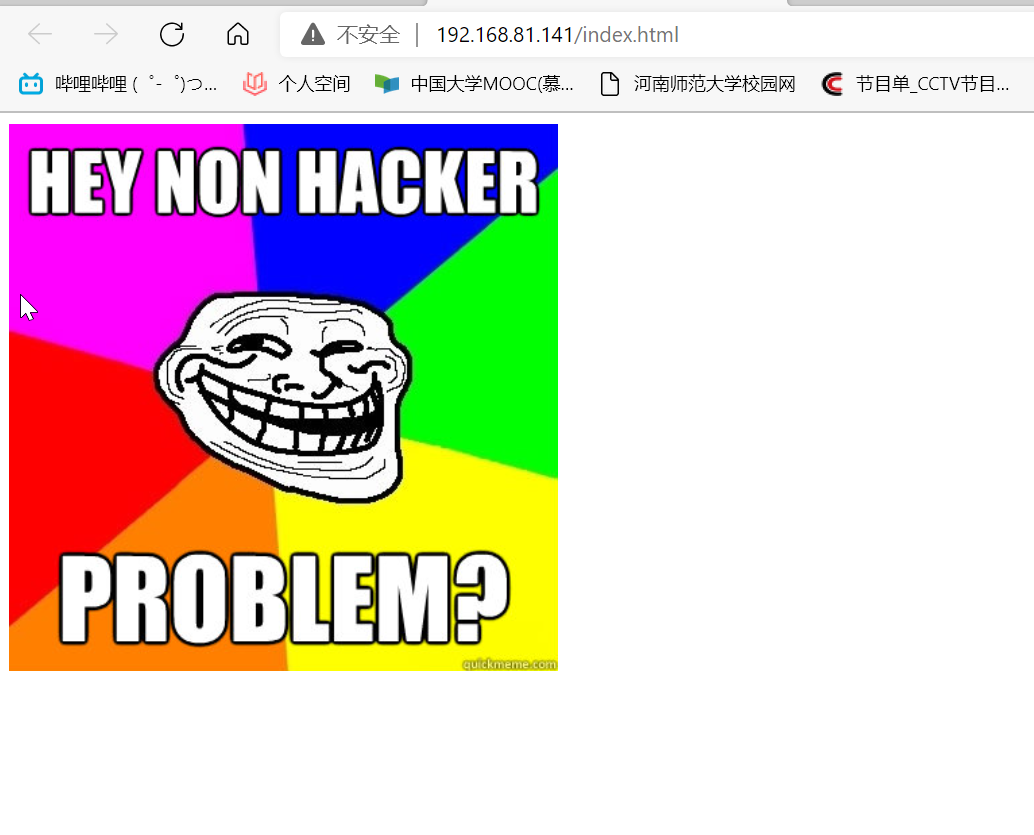 不安全 | 192.168.81.141/index.html
哔哩哔哩 ( ゜- ゜)つ... 个人空间 中国大学MOOC(慕... 河南师范大学校园网 节目单_CCTV节目...
HEY NON HACKER
PROBLEM?
quickmeme.com